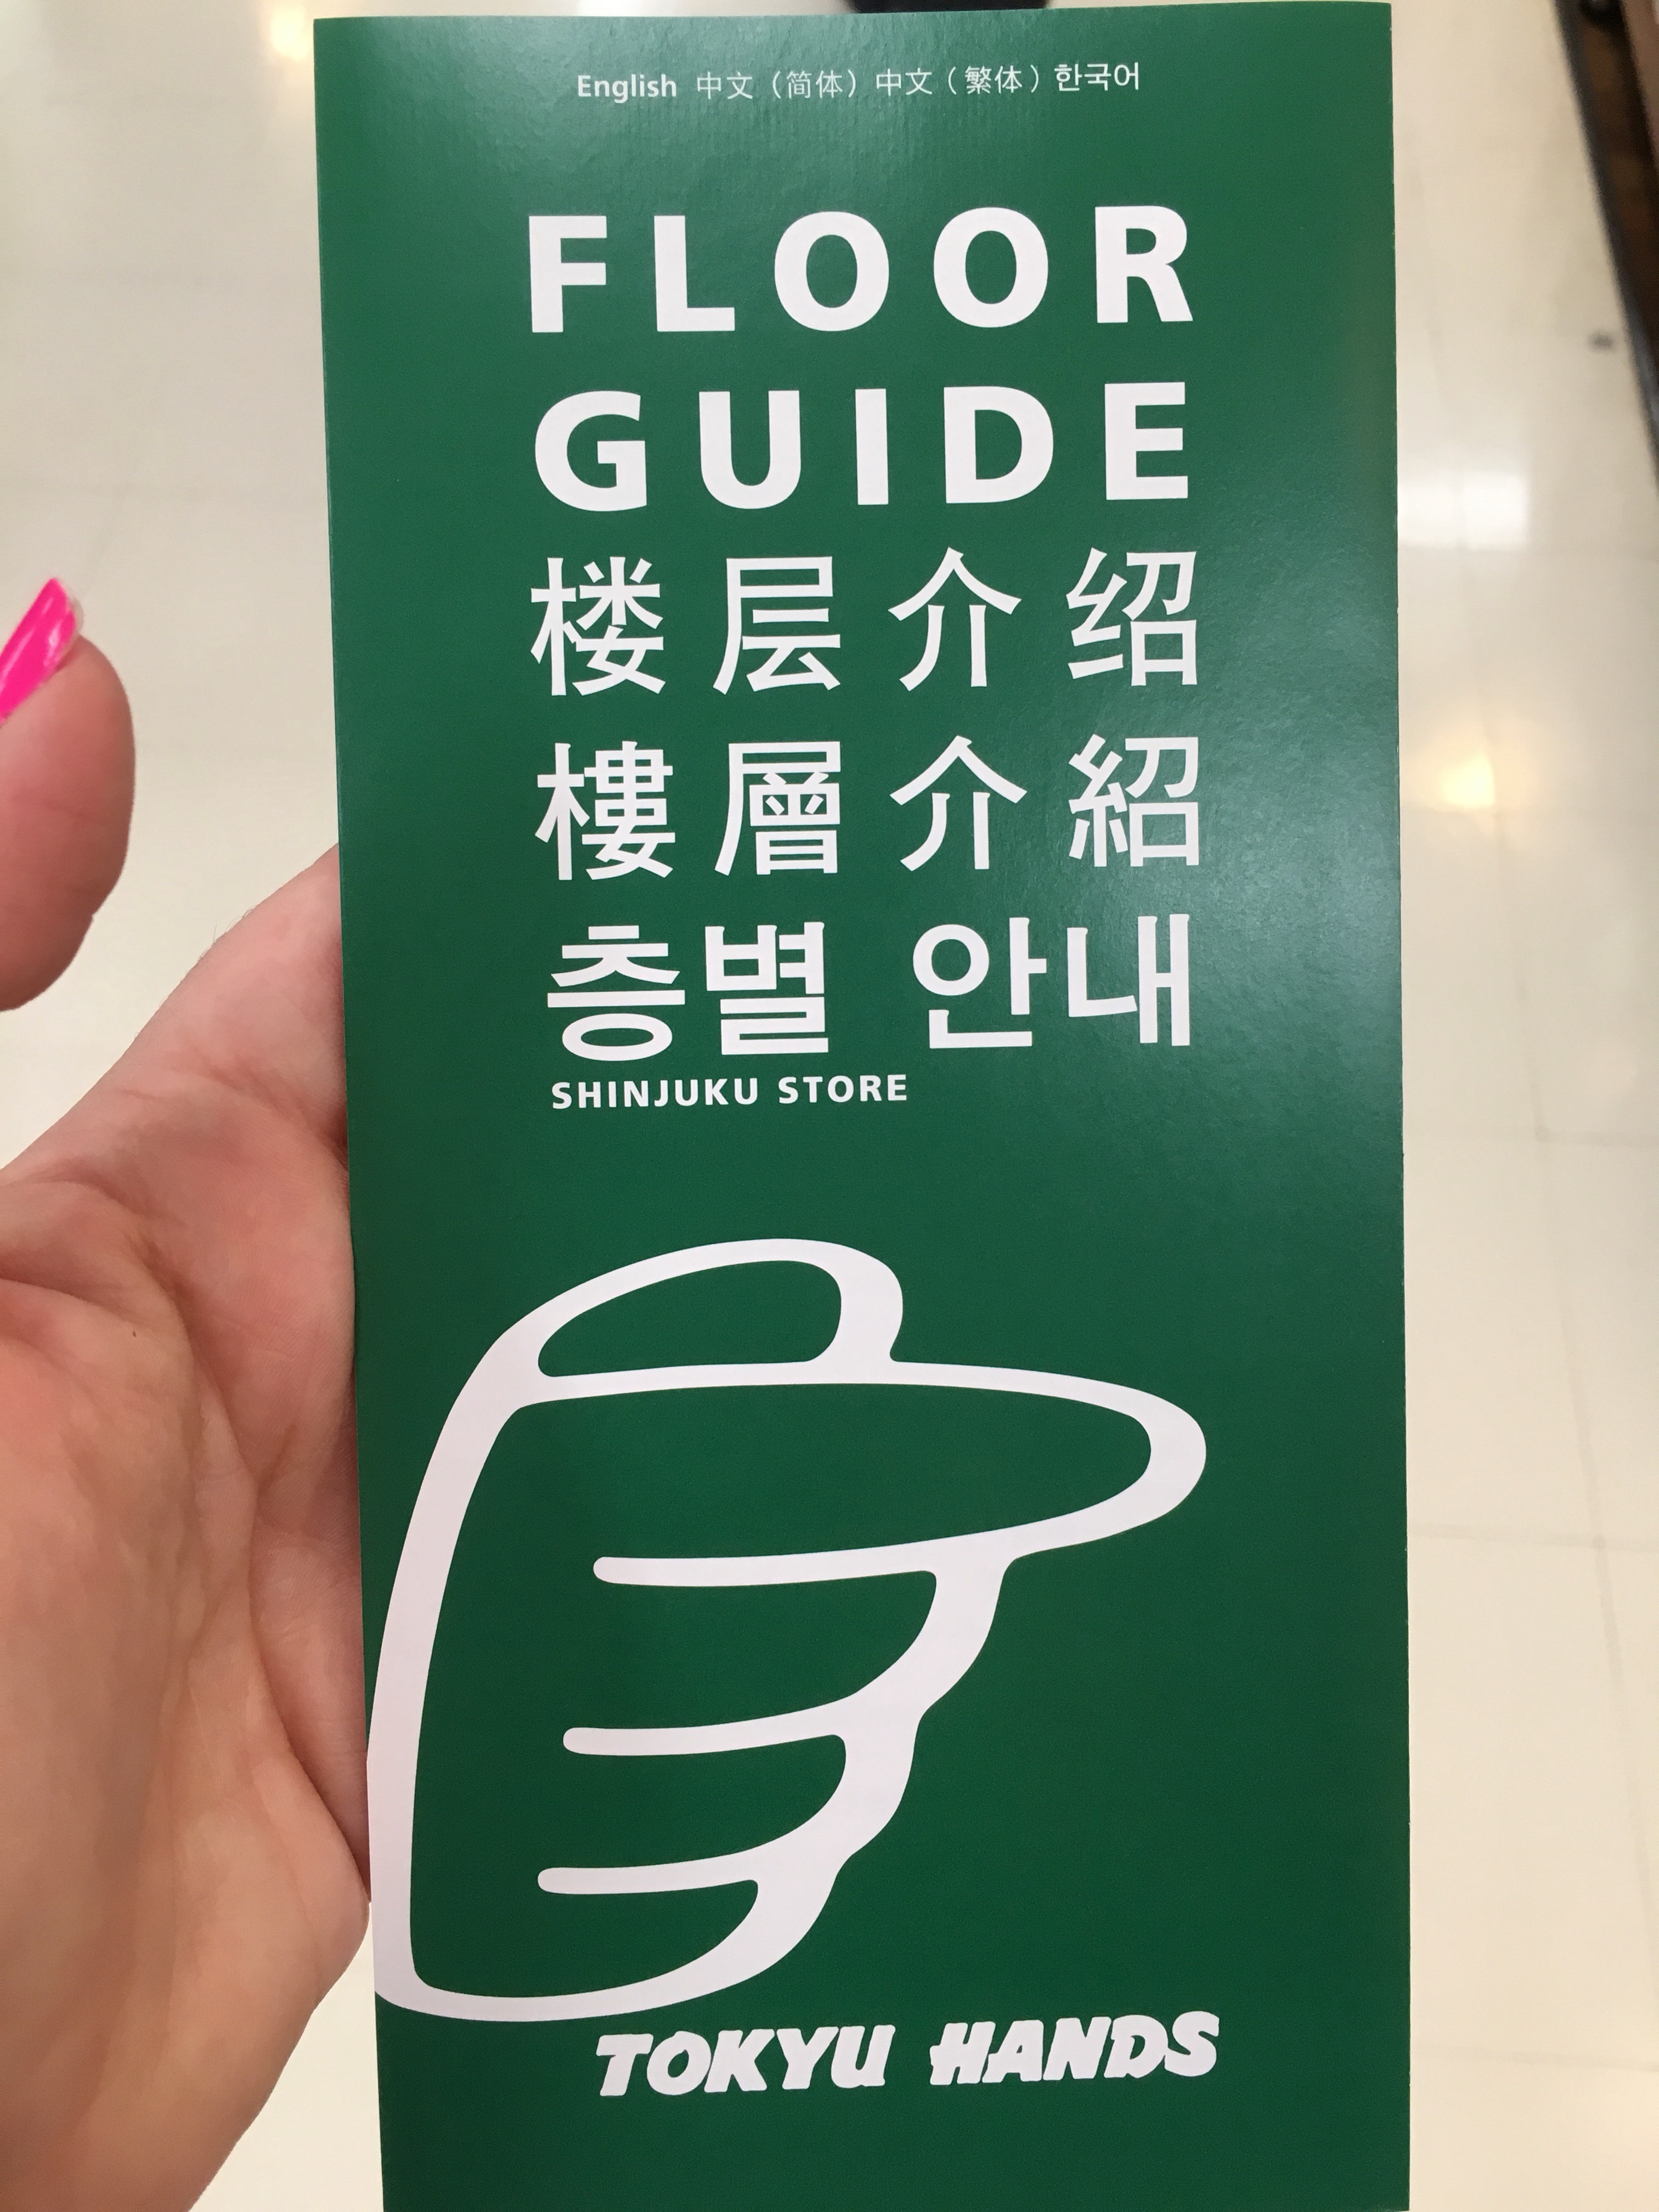 English 中文（简体）中文（繁体）한국어
FLOOR
GUIDE
楼层介绍
樓層介紹
층별 안내
SHINJUKU STORE
TOKYU HANDS